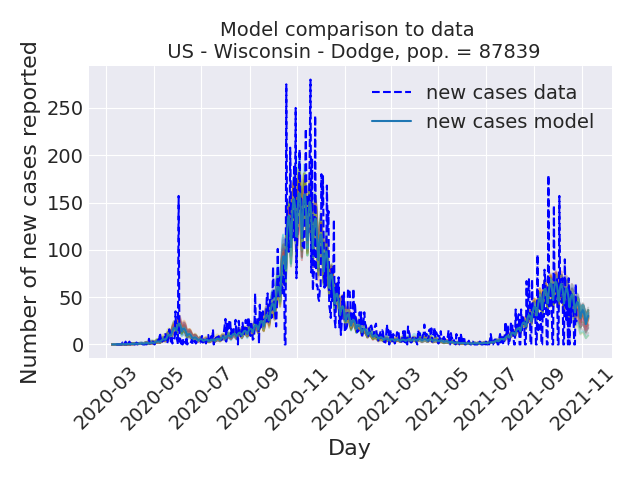 Model comparison to data
US - Wisconsin - Dodge, pop. = 87839
Number of new cases reported
250
200
150
100
50
0
new cases data
new cases model
2020-03
2020-05
2020-07
2020-09
2020-11
2021-01
2021-03
2021-05
2021-07
2021-09
2021-11
Day